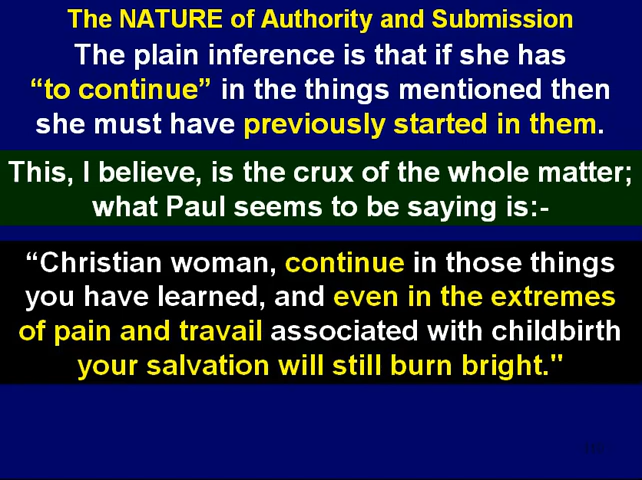 The NATURE of Authority and Submission
The plain inference is that if she has
“to continue” in the things mentioned then
she must have previously started in them.
This, I believe, is the crux of the whole matter;
what Paul seems to be saying is:-
“Christian woman, continue in those things
you have learned, and even in the extremes
of pain and travail associated with childbirth
your salvation will still burn bright."